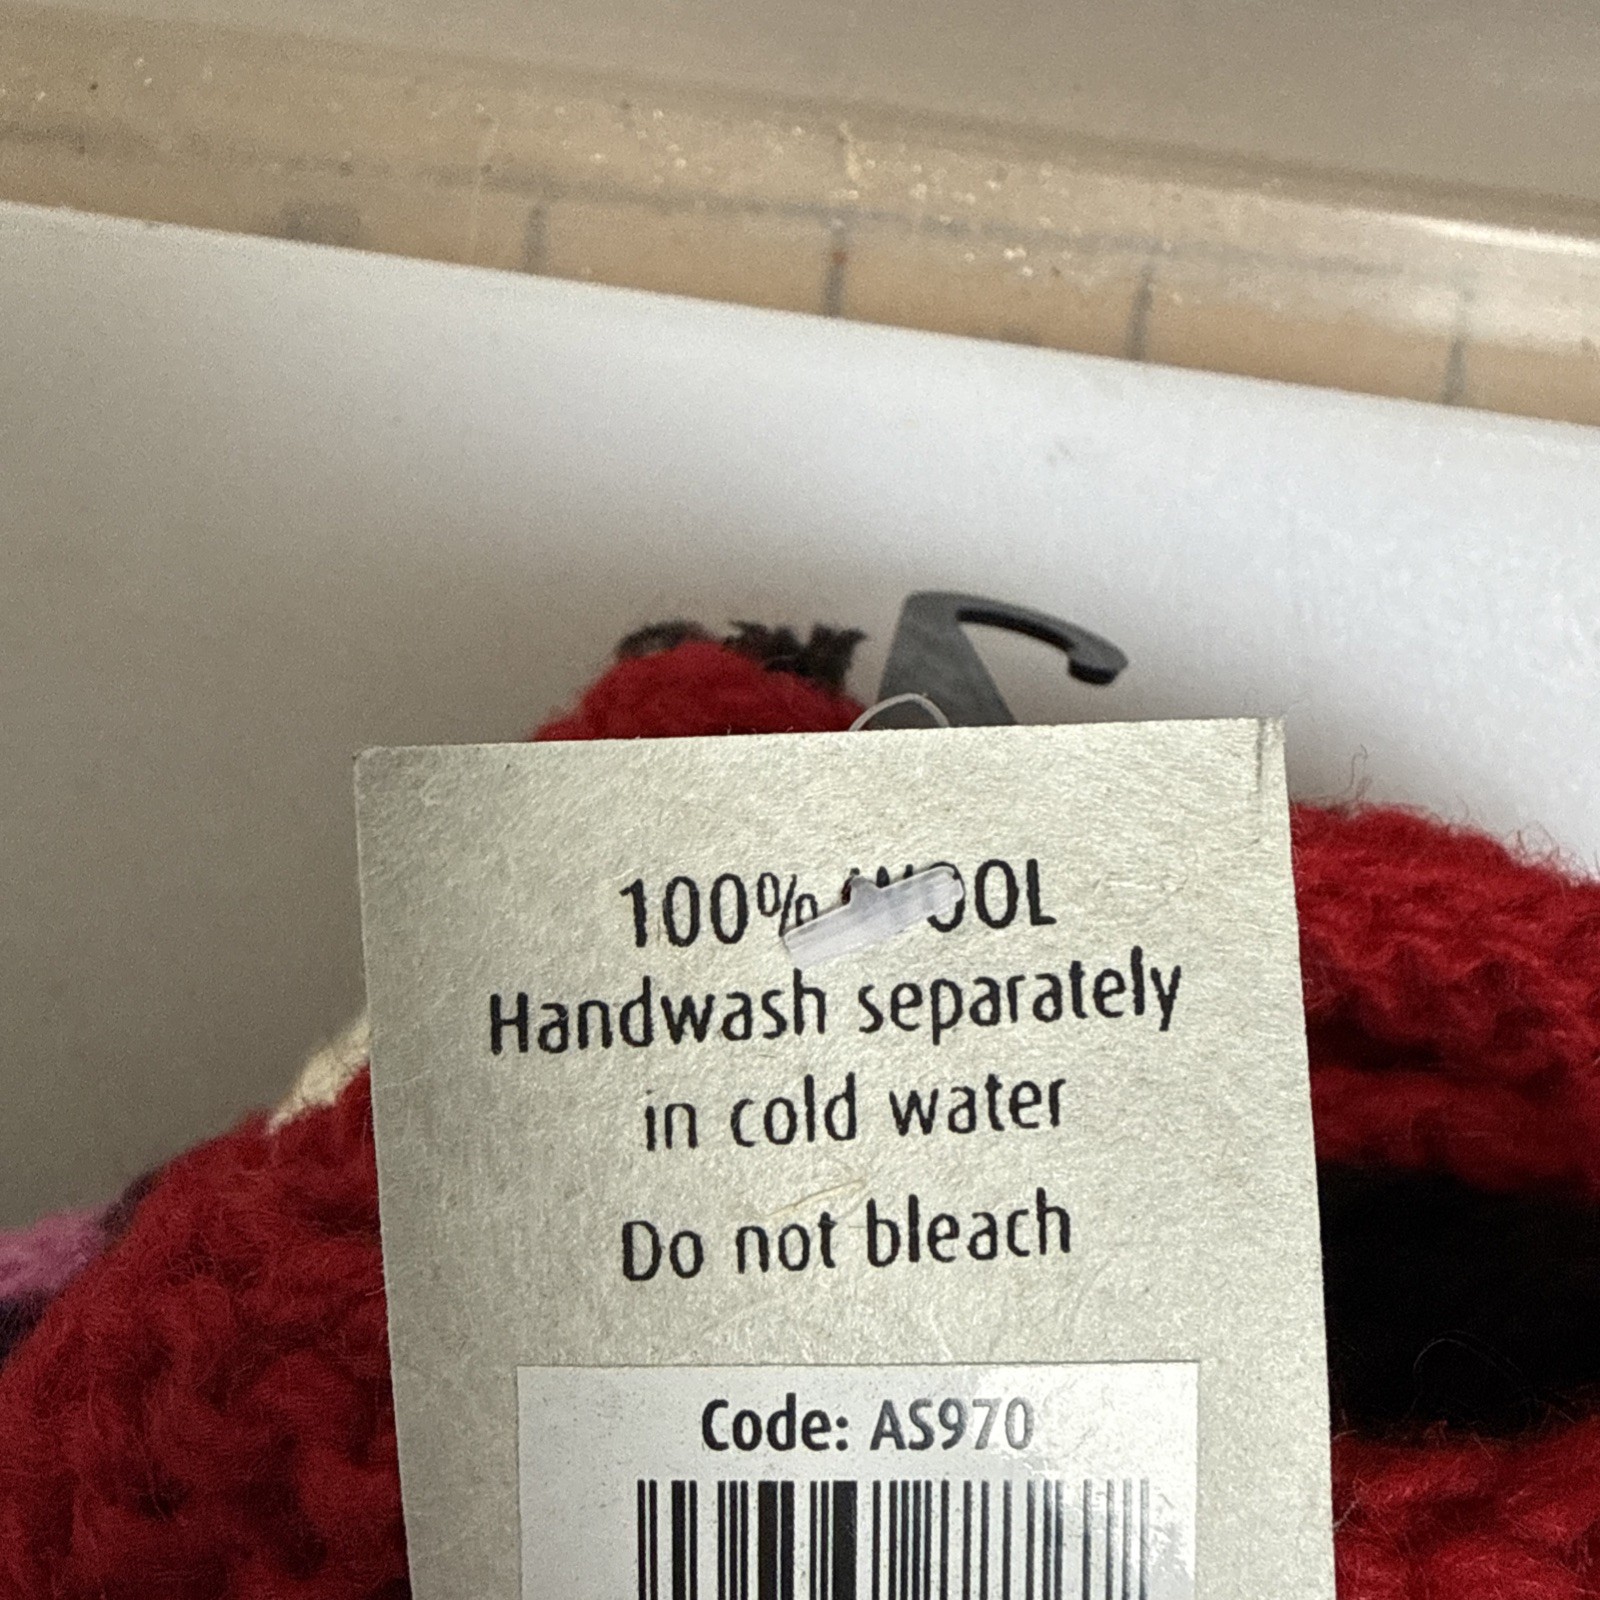 100% WOOL
Handwash separately
in cold water
Do not bleach
Code: AS970